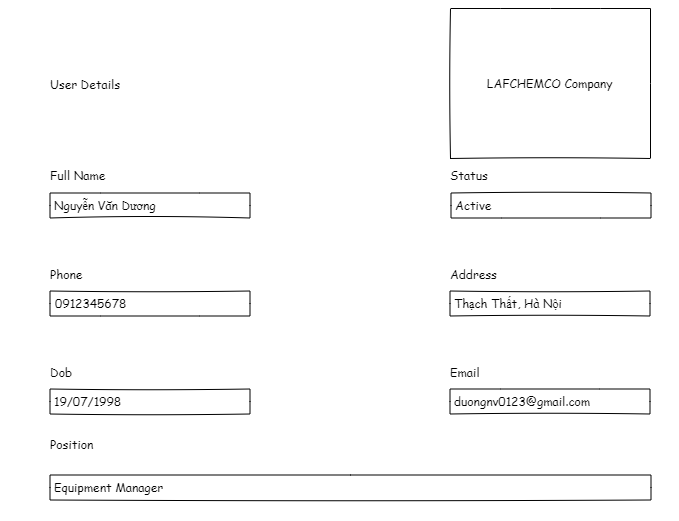 User Details
LAFCHEMCO Company
Full Name
Status
Nguyễn Văn Dương
Active
Phone
Address
0912345678
Thạch Thất, Hà Nội
Dob
Email
19/07/1998
duongnv0123@gmail.com
Position
Equipment Manager